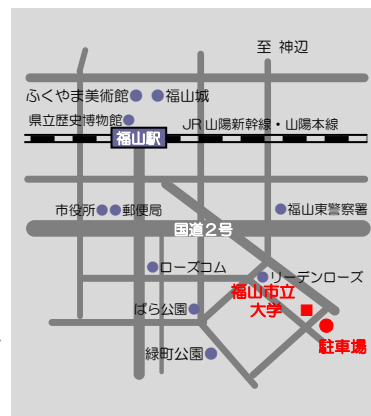 至 神辺
ふくやま美術館
福山城
県立歴史博物館
福山駅
JR山陽新幹線・山陽本線
市役所
郵便局
福山東警察署
国道2号
ローズコム
リーデンローズ
福山市立
大学
ばら公園
駐車場
緑町公園